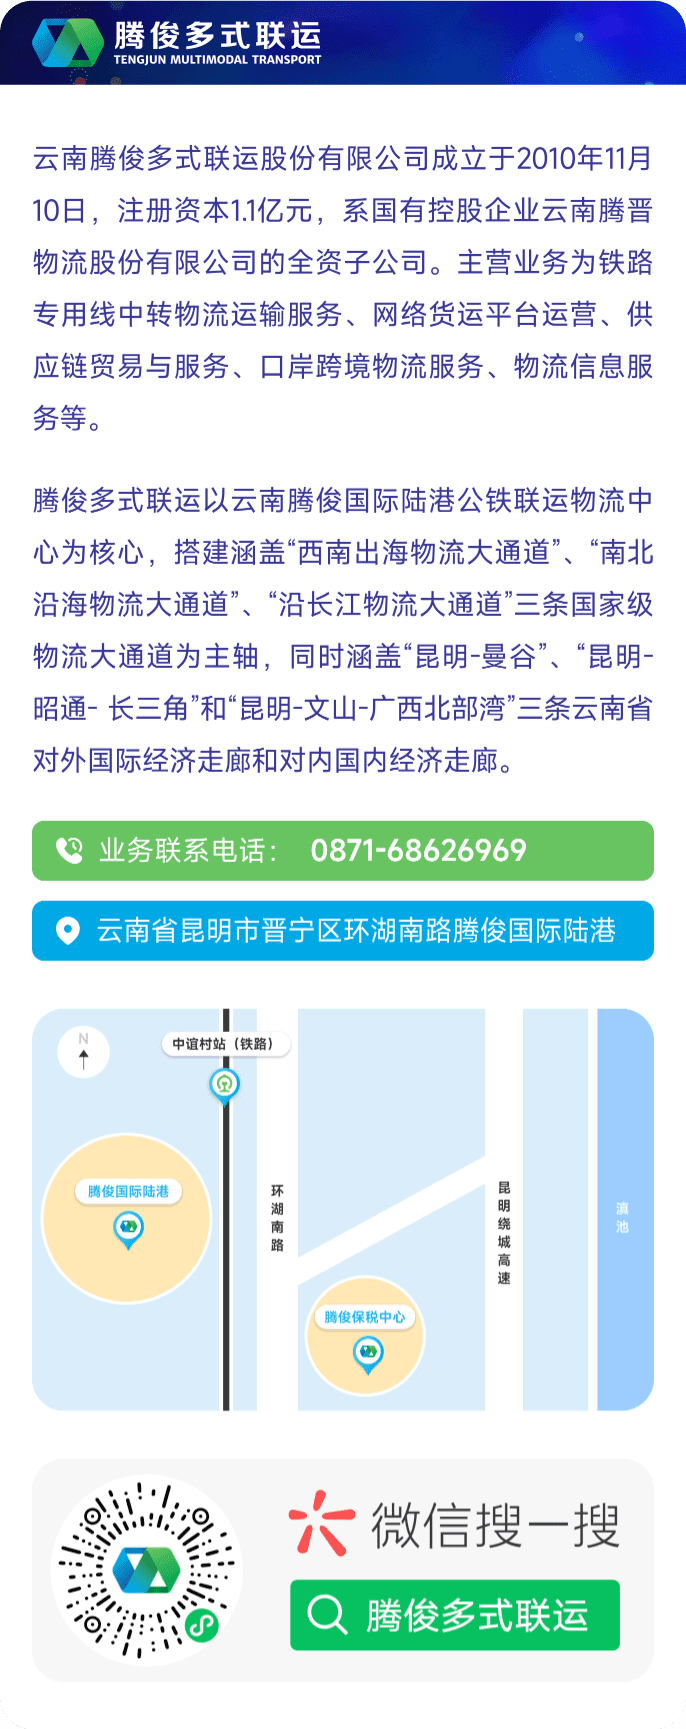 腾俊多式联运
TENGJUN MULTIMODAL TRANSPORT
云南腾俊多式联运股份有限公司成立于2010年11月
10日，注册资本1.1亿元，系国有控股企业云南腾晋
物流股份有限公司的全资子公司。主营业务为铁路
专用线中转物流运输服务、网络货运平台运营、供
应链贸易与服务、口岸跨境物流服务、物流信息服
务等。
腾俊多式联运以云南腾俊国际陆港公铁联运物流中
心为核心，搭建涵盖“西南出海物流大通道”、“南北
沿海物流大通道”、“沿长江物流大通道”三条国家级
物流大通道为主轴，同时涵盖“昆明-曼谷”、“昆明-
昭通- 长三角”和“昆明-文山-广西北部湾”三条云南省
对外国际经济走廊和对内国内经济走廊。
业务联系电话： 0871-68626969
云南省昆明市晋宁区环湖南路腾俊国际陆港
N
中谊村站（铁路）
腾俊国际陆港
环湖南路
昆明绕城高速
滇池
腾俊保税中心
微信搜一搜
腾俊多式联运